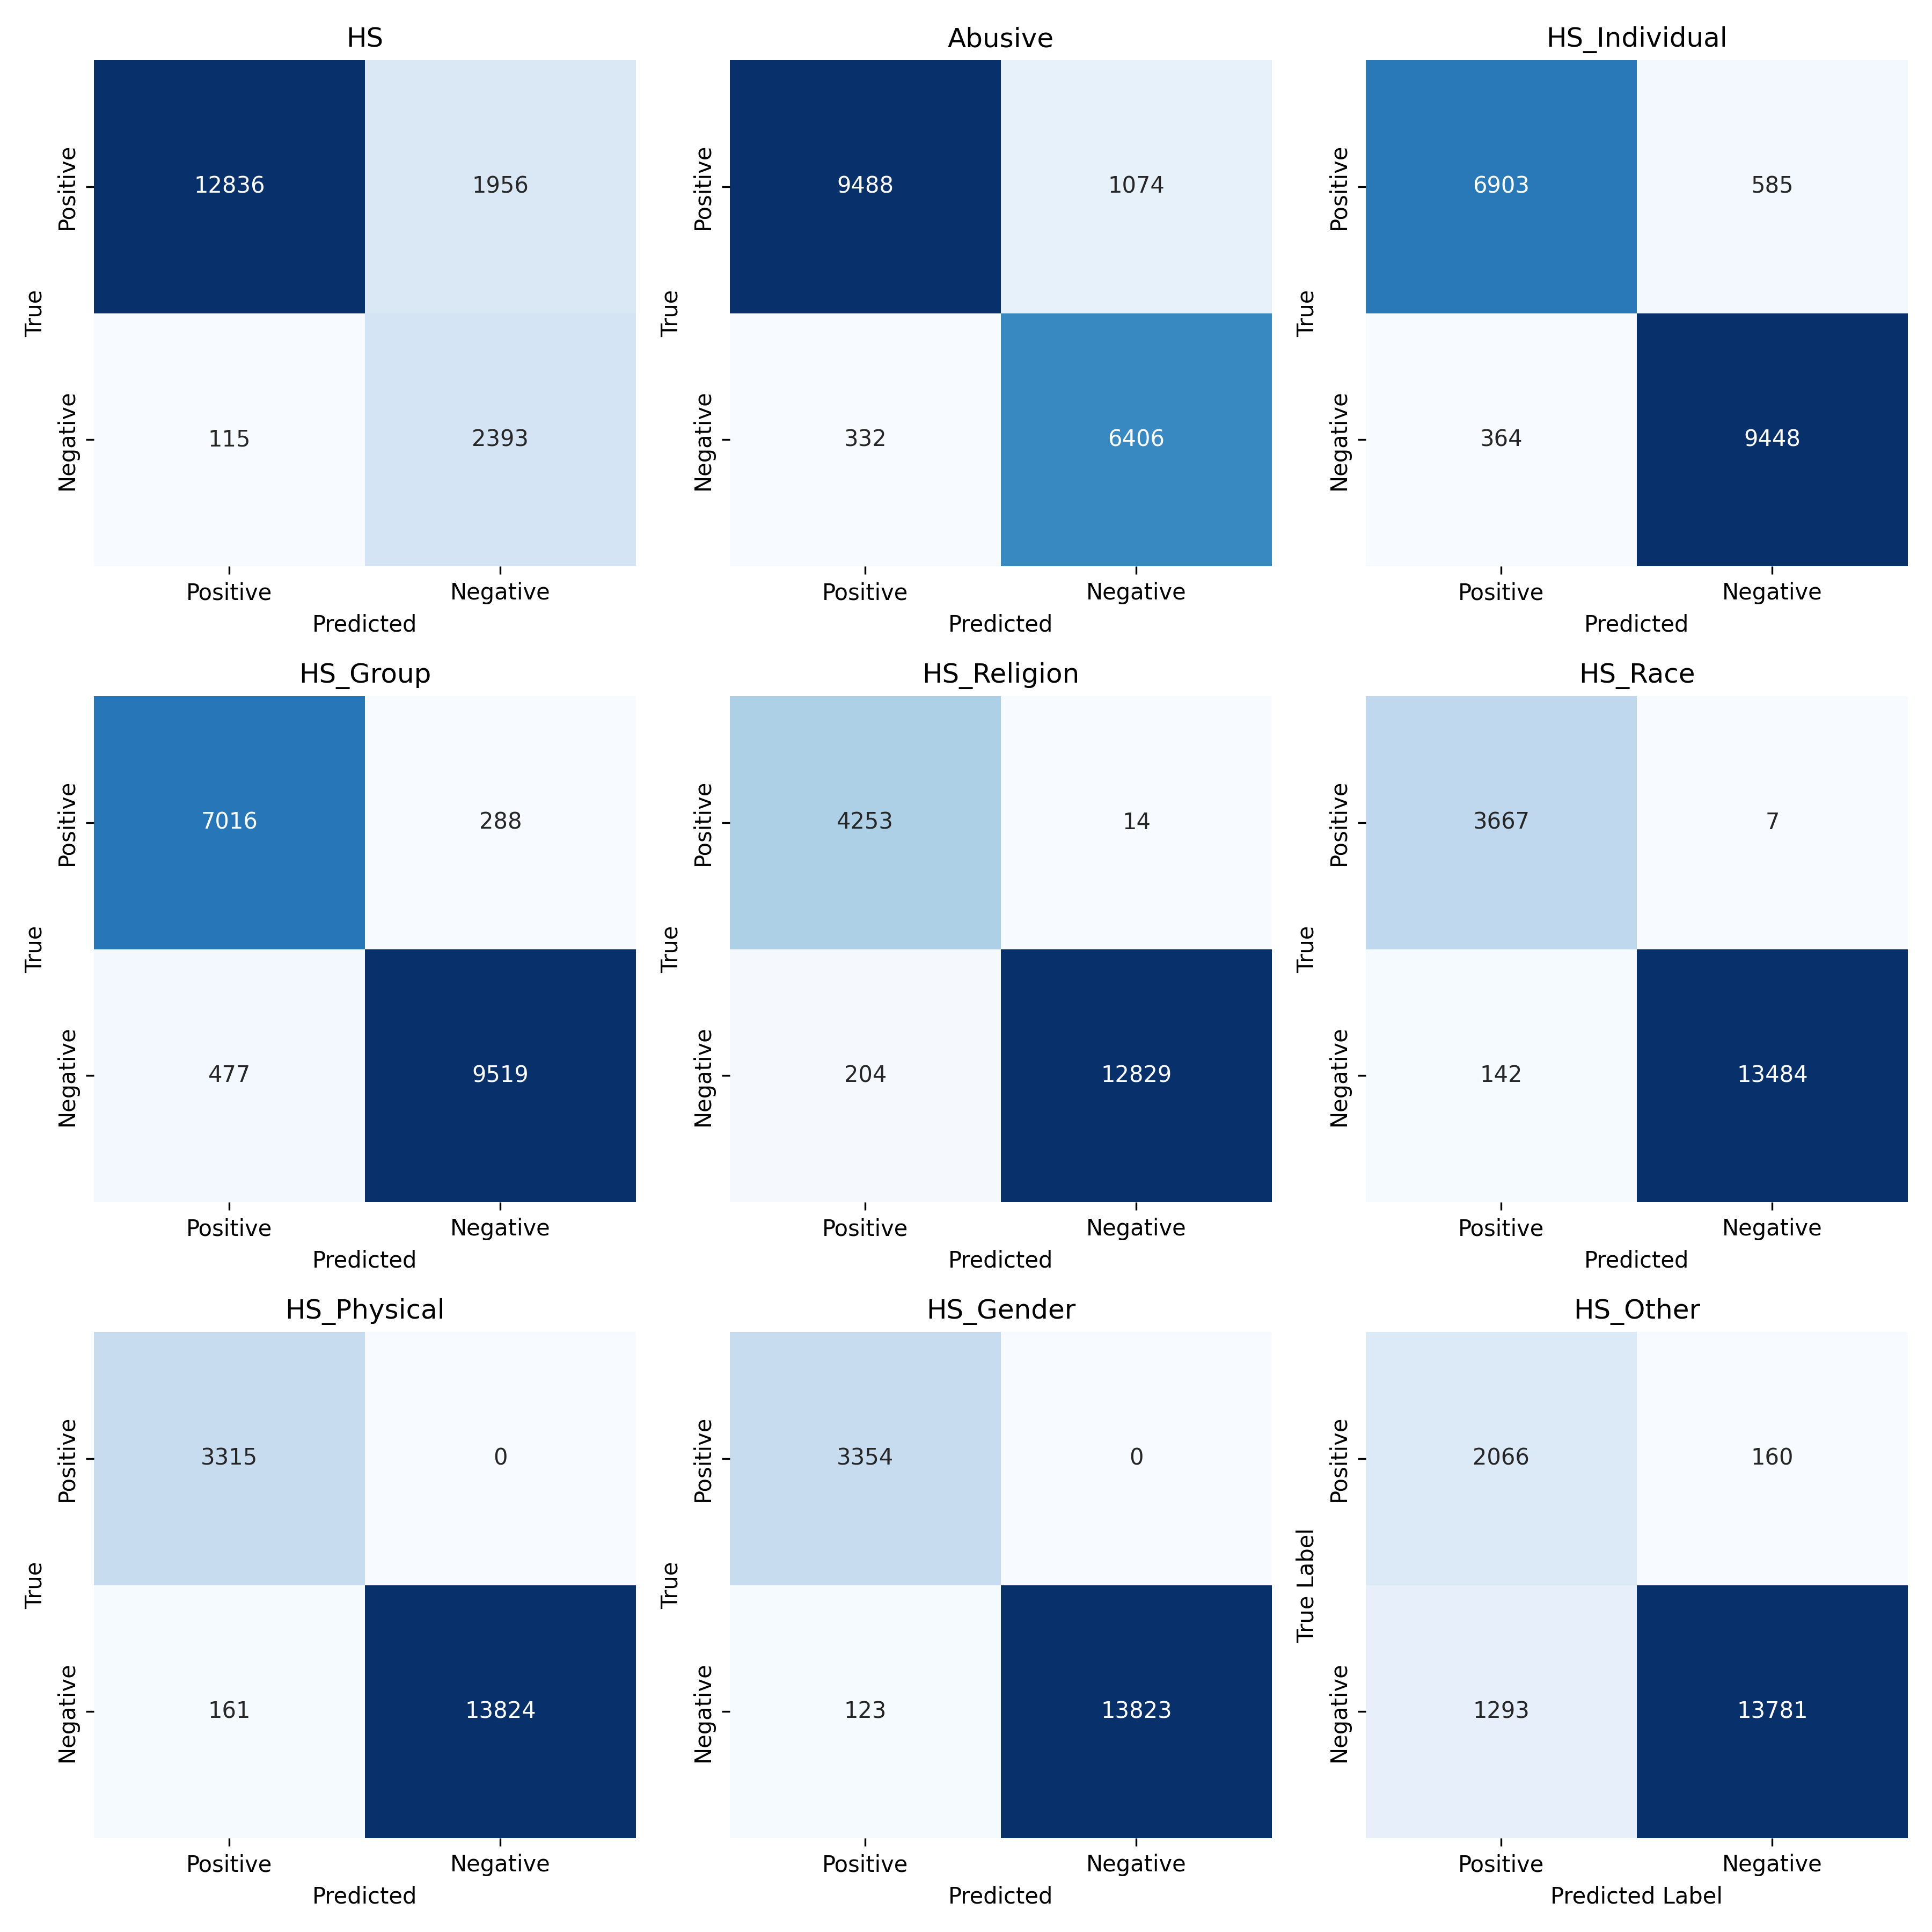 HS
Abusive
HS_Individual
True
Positive
12836
1956
Negative
115
2393
Positive
Negative
Predicted
True
Positive
9488
1074
Negative
332
6406
Positive
Negative
Predicted
True
Positive
6903
585
Negative
364
9448
Positive
Negative
Predicted
HS_Group
HS_Religion
HS_Race
True
Positive
7016
288
Negative
477
9519
Positive
Negative
Predicted
True
Positive
4253
14
Negative
204
12829
Positive
Negative
Predicted
True
Positive
3667
7
Negative
142
13484
Positive
Negative
Predicted
HS_Physical
HS_Gender
HS_Other
True
Positive
3315
0
Negative
161
13824
Positive
Negative
Predicted
True
Positive
3354
0
Negative
123
13823
Positive
Negative
Predicted
True Label
Positive
2066
160
Negative
1293
13781
Positive
Negative
Predicted Label